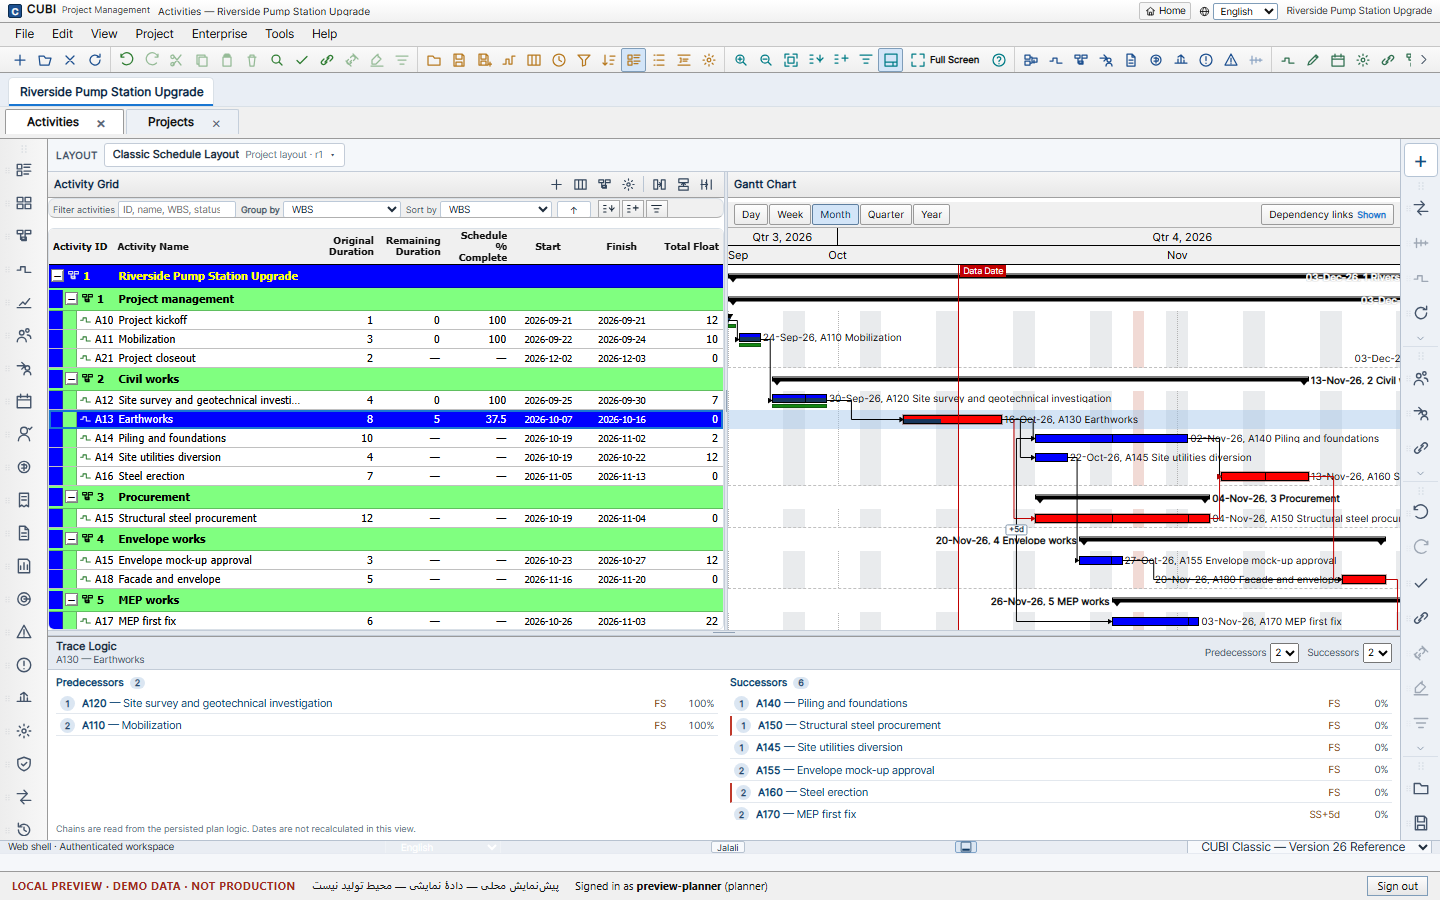 CUBI Project Management Activities — Riverside Pump Station Upgrade
Home English Riverside Pump Station Upgrade
File Edit View Project Enterprise Tools Help
Full Screen
Riverside Pump Station Upgrade
Activities Projects
LAYOUT Classic Schedule Layout Project layout · r1
Activity Grid
Filter activities ID, name, WBS, status Group by WBS Sort by WBS
Activity ID Activity Name Original Duration Remaining Duration Schedule % Complete Start Finish Total Float
1 Riverside Pump Station Upgrade
1 Project management
A10 Project kickoff 1 0 100 2026-09-21 2026-09-21 12
A11 Mobilization 3 0 100 2026-09-22 2026-09-24 10
A21 Project closeout 2 — — 2026-12-02 2026-12-03 0
2 Civil works
A12 Site survey and geotechnical investi... 4 0 100 2026-09-25 2026-09-30 7
A13 Earthworks 8 5 37.5 2026-10-07 2026-10-16 0
A14 Piling and foundations 10 — — 2026-10-19 2026-11-02 2
A14 Site utilities diversion 4 — — 2026-10-19 2026-10-22 12
A16 Steel erection 7 — — 2026-11-05 2026-11-13 0
3 Procurement
A15 Structural steel procurement 12 — — 2026-10-19 2026-11-04 0
4 Envelope works
A15 Envelope mock-up approval 3 — — 2026-10-23 2026-10-27 12
A18 Facade and envelope 5 — — 2026-11-16 2026-11-20 0
5 MEP works
A17 MEP first fix 6 — — 2026-10-26 2026-11-03 22
Gantt Chart
Day Week Month Quarter Year Dependency links Shown
Qtr 3, 2026 Qtr 4, 2026
Sep Oct Nov
Data Date
03-Dec-26, 1 Rivers
03-Dec-
24-Sep-26, A110 Mobilization
03-Dec-2
13-Nov-26, 2 Civil
30-Sep-26, A120 Site survey and geotechnical investigation
16-Oct-26, A130 Earthworks
02-Nov-26, A140 Piling and foundations
22-Oct-26, A145 Site utilities diversion
13-Nov-26, A160 S
04-Nov-26, 3 Procurement
04-Nov-26, A150 Structural steel procur
+5d
20-Nov-26, 4 Envelope works
27-Oct-26, A155 Envelope mock-up approval
20-Nov-26, A180 Facade and envelope
26-Nov-26, 5 MEP works
03-Nov-26, A170 MEP first fix
Trace Logic
A130 — Earthworks
Predecessors 2 Successors 2
Predecessors 2
1 A120 — Site survey and geotechnical investigation FS 100%
2 A110 — Mobilization FS 100%
Successors 6
1 A140 — Piling and foundations FS 0%
1 A150 — Structural steel procurement FS 0%
1 A145 — Site utilities diversion FS 0%
2 A155 — Envelope mock-up approval FS 0%
2 A160 — Steel erection FS 0%
2 A170 — MEP first fix SS+5d 0%
Chains are read from the persisted plan logic. Dates are not recalculated in this view.
Web shell · Authenticated workspace English Jalali CUBI Classic — Version 26 Reference
LOCAL PREVIEW · DEMO DATA · NOT PRODUCTION پیش‌نمایش محلی — دادهٔ نمایشی — محیط تولید نیست Signed in as preview-planner (planner) Sign out